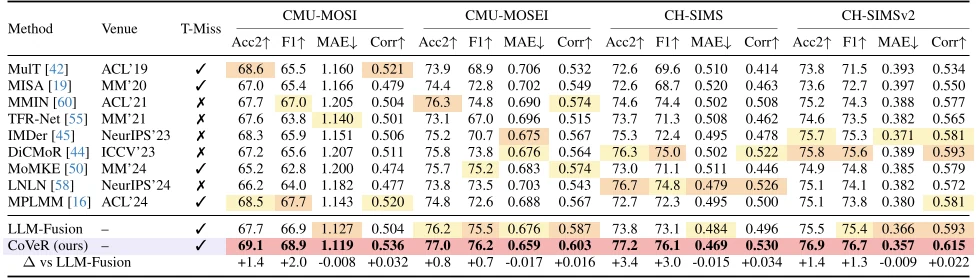 Method Venue T-Miss CMU-MOSI CMU-MOSEI CH-SIMS CH-SIMSv2
Acc2↑ F1↑ MAE↓ Corr↑ Acc2↑ F1↑ MAE↓ Corr↑ Acc2↑ F1↑ MAE↓ Corr↑ Acc2↑ F1↑ MAE↓ Corr↑
MulT [42] ACL'19 ✓ 68.6 65.5 1.160 0.521 73.9 68.9 0.706 0.532 72.6 69.6 0.510 0.414 73.8 71.5 0.393 0.534
MISA [19] MM'20 ✓ 67.0 65.4 1.166 0.479 74.4 72.8 0.702 0.549 72.6 68.7 0.520 0.463 73.6 72.7 0.397 0.550
MMIN [60] ACL'21 ✗ 67.7 67.0 1.205 0.504 76.3 74.8 0.690 0.574 74.6 74.4 0.502 0.508 75.2 74.3 0.388 0.577
TFR-Net [55] MM'21 ✗ 67.6 63.8 1.140 0.501 73.1 67.0 0.696 0.515 73.7 71.3 0.508 0.462 74.6 73.5 0.382 0.565
IMDer [45] NeurIPS'23 ✗ 68.3 65.9 1.151 0.506 75.2 70.7 0.675 0.567 75.3 72.4 0.495 0.478 75.7 75.3 0.371 0.581
DiCMoR [44] ICCV'23 ✗ 67.2 65.6 1.207 0.511 75.8 73.8 0.676 0.564 76.3 75.0 0.502 0.522 75.8 75.6 0.389 0.593
MoMKE [50] MM'24 ✓ 65.2 62.8 1.200 0.474 75.7 75.2 0.683 0.574 73.0 71.1 0.511 0.446 74.9 74.8 0.385 0.579
LNLN [58] NeurIPS'24 ✗ 66.2 64.0 1.182 0.477 73.8 73.5 0.703 0.543 76.7 74.8 0.479 0.526 75.1 74.1 0.382 0.572
MPLMM [16] ACL'24 ✓ 68.5 67.7 1.143 0.520 74.8 72.6 0.688 0.567 72.7 72.3 0.495 0.500 75.1 73.8 0.380 0.581
LLM-Fusion – ✓ 67.7 66.9 1.127 0.504 76.2 75.5 0.676 0.587 73.8 73.1 0.484 0.496 75.5 75.4 0.366 0.593
CoVeR (ours) – ✓ 69.1 68.9 1.119 0.536 77.0 76.2 0.659 0.603 77.2 76.1 0.469 0.530 76.9 76.7 0.357 0.615
Δ vs LLM-Fusion +1.4 +2.0 -0.008 +0.032 +0.8 +0.7 -0.017 +0.016 +3.4 +3.0 -0.015 +0.034 +1.4 +1.3 -0.009 +0.022